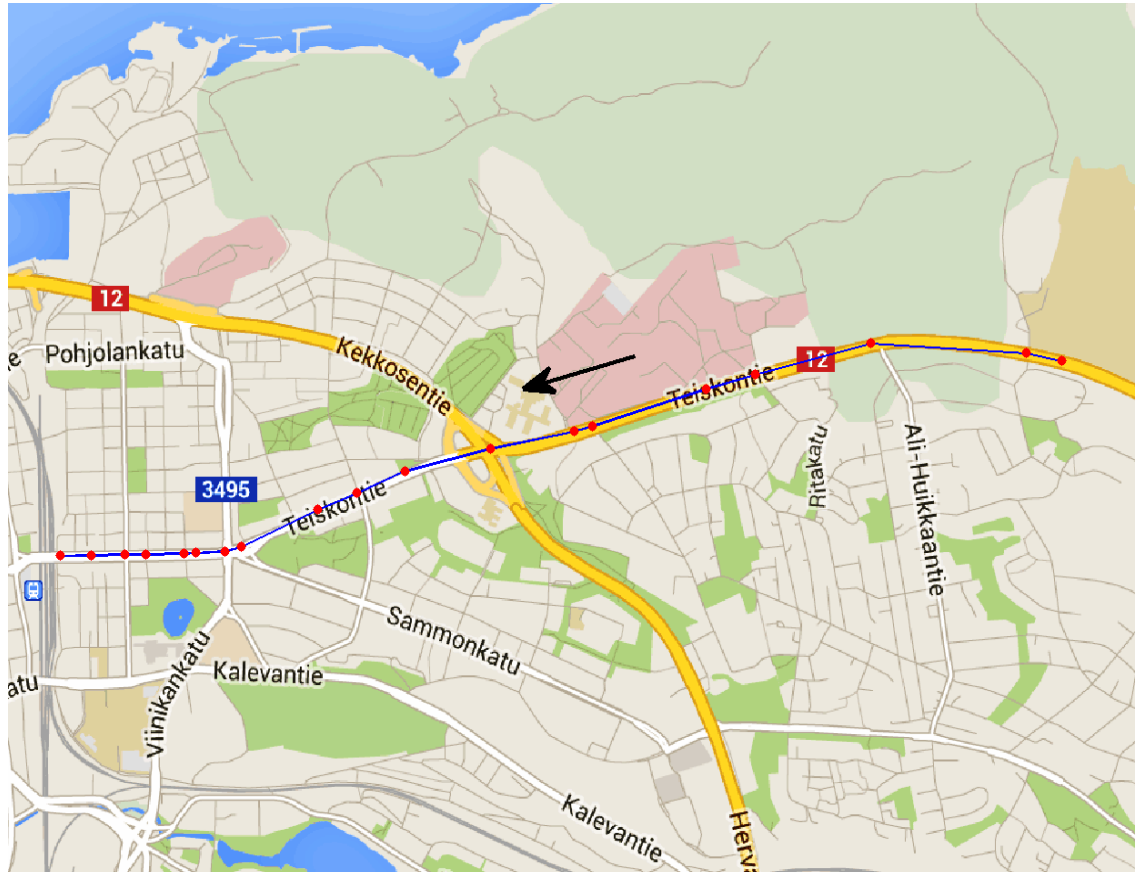 12
Kekkosentie
Pohjolankatu
12
Teiskontie
Ritakatu
Ali-Huikkaantie
3495
Teiskontie
Sammonkatu
Viinikankatu
Kalevantie
atu
Kalevantie
Herva